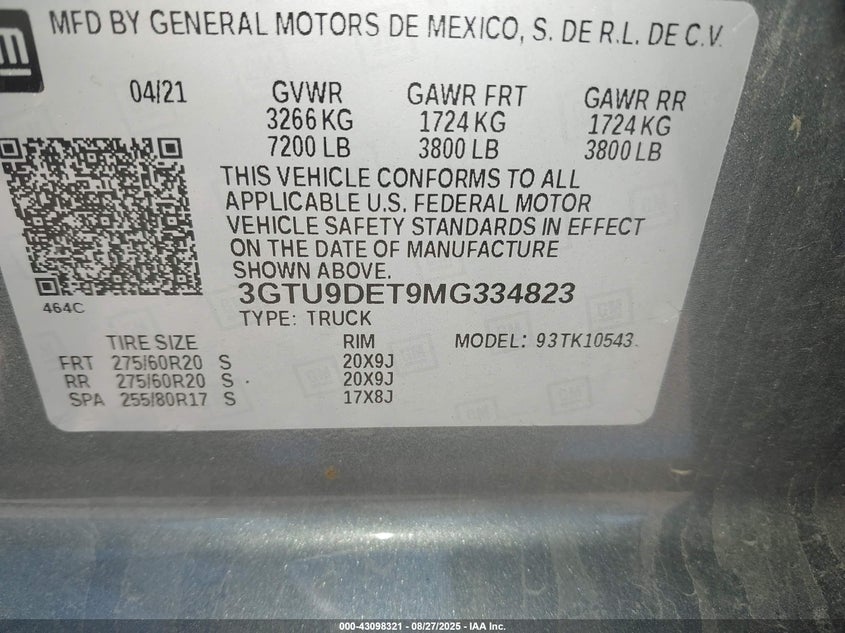 MFD BY GENERAL MOTORS DE MEXICO, S. DE R.L. DE C.V.
04/21 GVWR GAWR FRT GAWR RR
3266 KG 1724 KG 1724 KG
7200 LB 3800 LB 3800 LB
THIS VEHICLE CONFORMS TO ALL
APPLICABLE U.S. FEDERAL MOTOR
VEHICLE SAFETY STANDARDS IN EFFECT
ON THE DATE OF MANUFACTURE
SHOWN ABOVE.
464C
3GTU9DET9MG334823
TYPE: TRUCK
TIRE SIZE RIM MODEL: 93TK10543
FRT 275/60R20 S 20X9J
RR 275/60R20 S 20X9J
SPA 255/80R17 S 17X8J
000-43098321 - 08/27/2025 - IAA Inc.